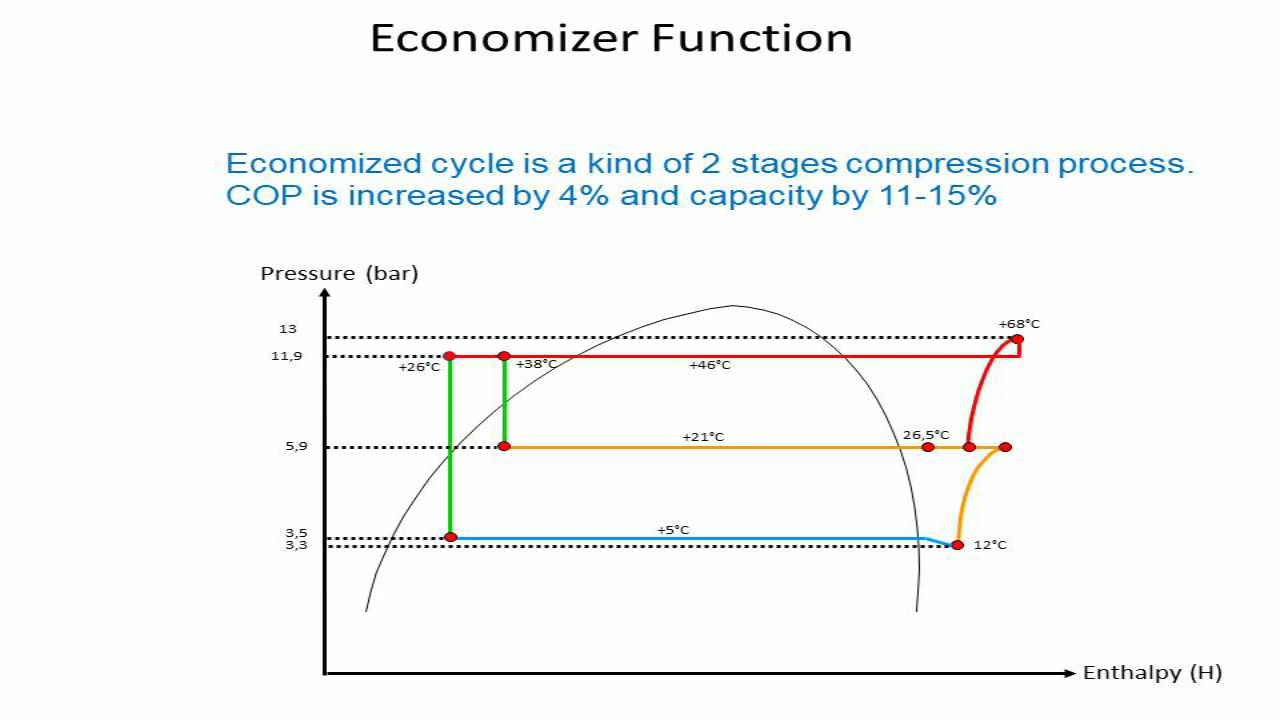 Economizer Function
Economized cycle is a kind of 2 stages compression process.
COP is increased by 4% and capacity by 11-15%
Pressure (bar)
+68°C
13
11,9
+26°C
+38°C
+46°C
5,9
+21°C
26,5°C
3,5
+5°C
3,3
12°C
Enthalpy (H)